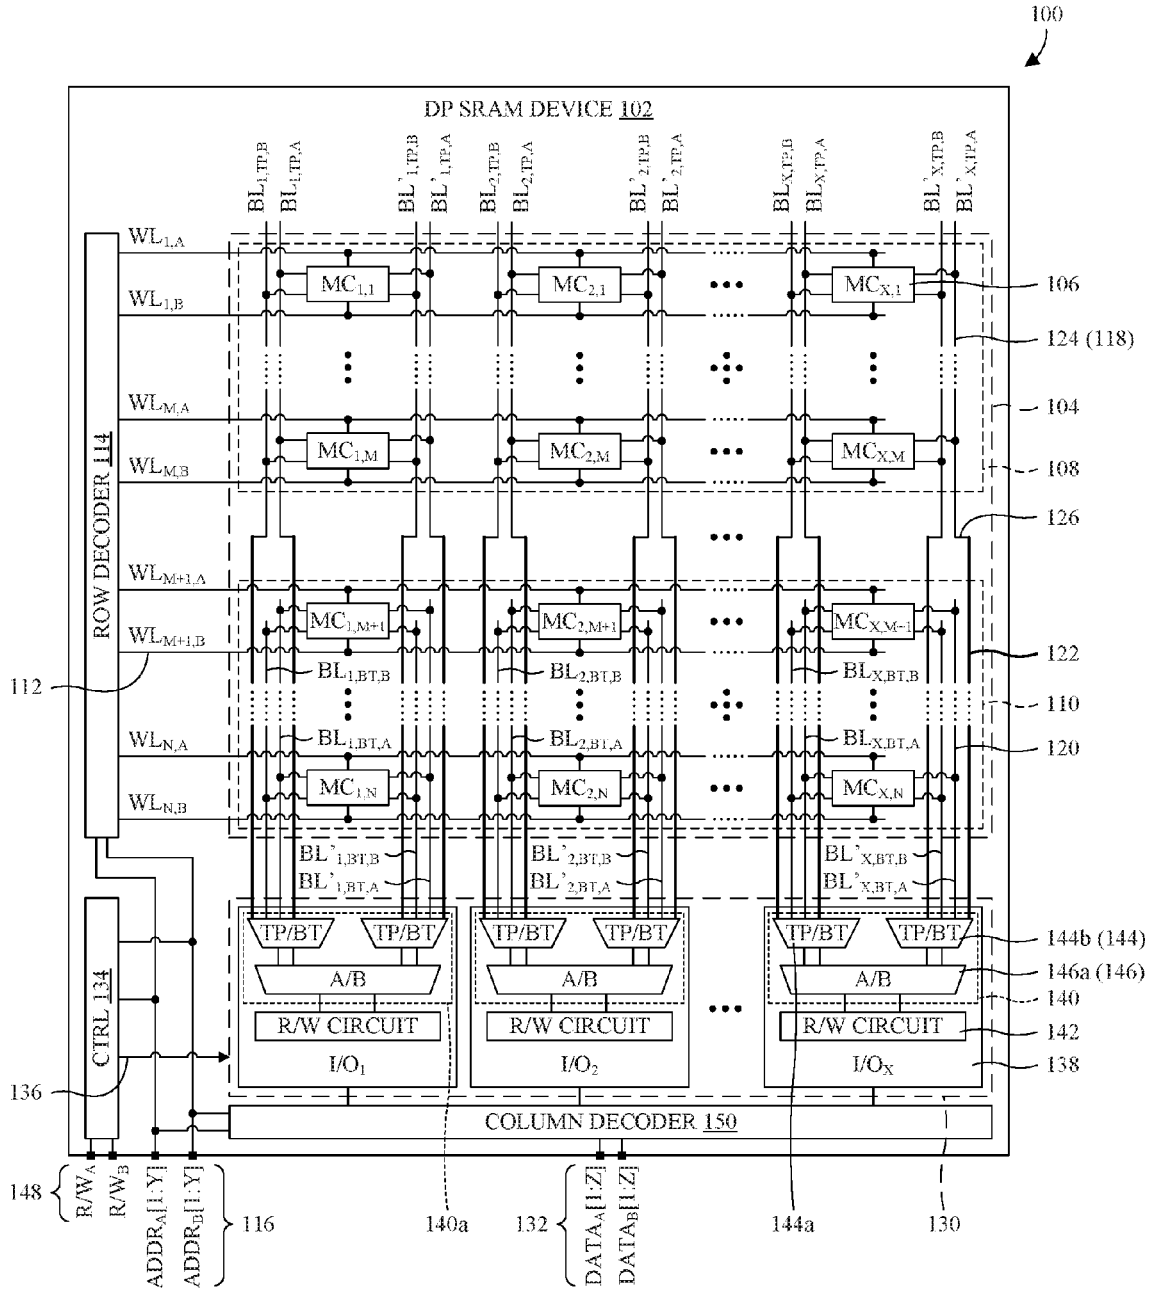 100
DP SRAM DEVICE 102
BL1,TP,B BL1,TP,A BL'1,TP,B BL'1,TP,A BL2,TP,B BL2,TP,A BL'2,TP,B BL'2,TP,A BLX,TP,B BLX,TP,A BL'X,TP,B BL'X,TP,A
WL1,A
MC1,1 MC2,1 MCX,1 106
WL1,B
124 (118)
WLM,A 104
MC1,M MC2,M MCX,M
WLM,B 108
ROW DECODER 114
126
WLM+1,A
MC1,M+1 MC2,M+1 MCX,M+1
WLM+1,B 122
112 BL1,BT,B BL2,BT,B BLX,BT,B
110
WLN,A BL1,BT,A BL2,BT,A BLX,BT,A 120
MC1,N MC2,N MCX,N
WLN,B
BL'1,BT,B BL'2,BT,B BL'X,BT,B
BL'1,BT,A BL'2,BT,A BL'X,BT,A
TP/BT TP/BT TP/BT TP/BT TP/BT TP/BT 144b (144)
A/B A/B A/B 146a (146)
140
CTRL 134
R/W CIRCUIT R/W CIRCUIT R/W CIRCUIT 142
136 I/O1 I/O2 I/OX 138
COLUMN DECODER 150
148 R/WA R/WB ADDRA[1:Y] ADDRB[1:Y] 116 140a 132 DATAA[1:Z] DATAB[1:Z] 144a 130